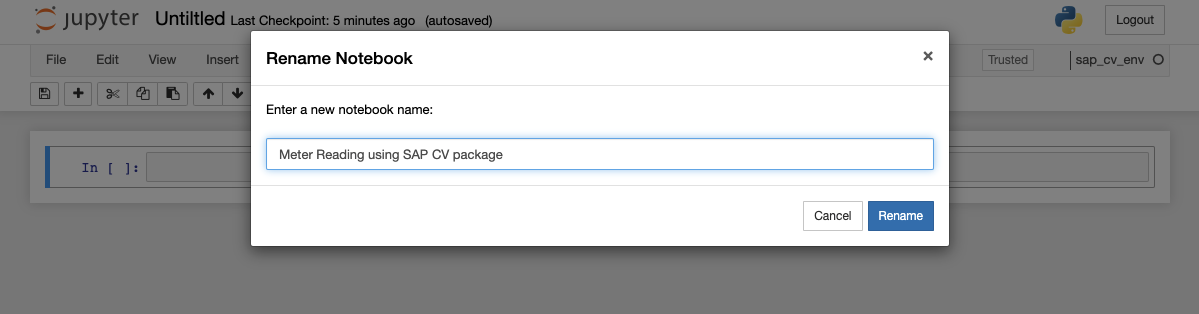 jupyter Untitled Last Checkpoint: 5 minutes ago (autosaved)
Logout
File Edit View Insert
Trusted
sap_cv_env
Rename Notebook
×
Enter a new notebook name:
Meter Reading using SAP CV package
In [ ]:
Cancel
Rename